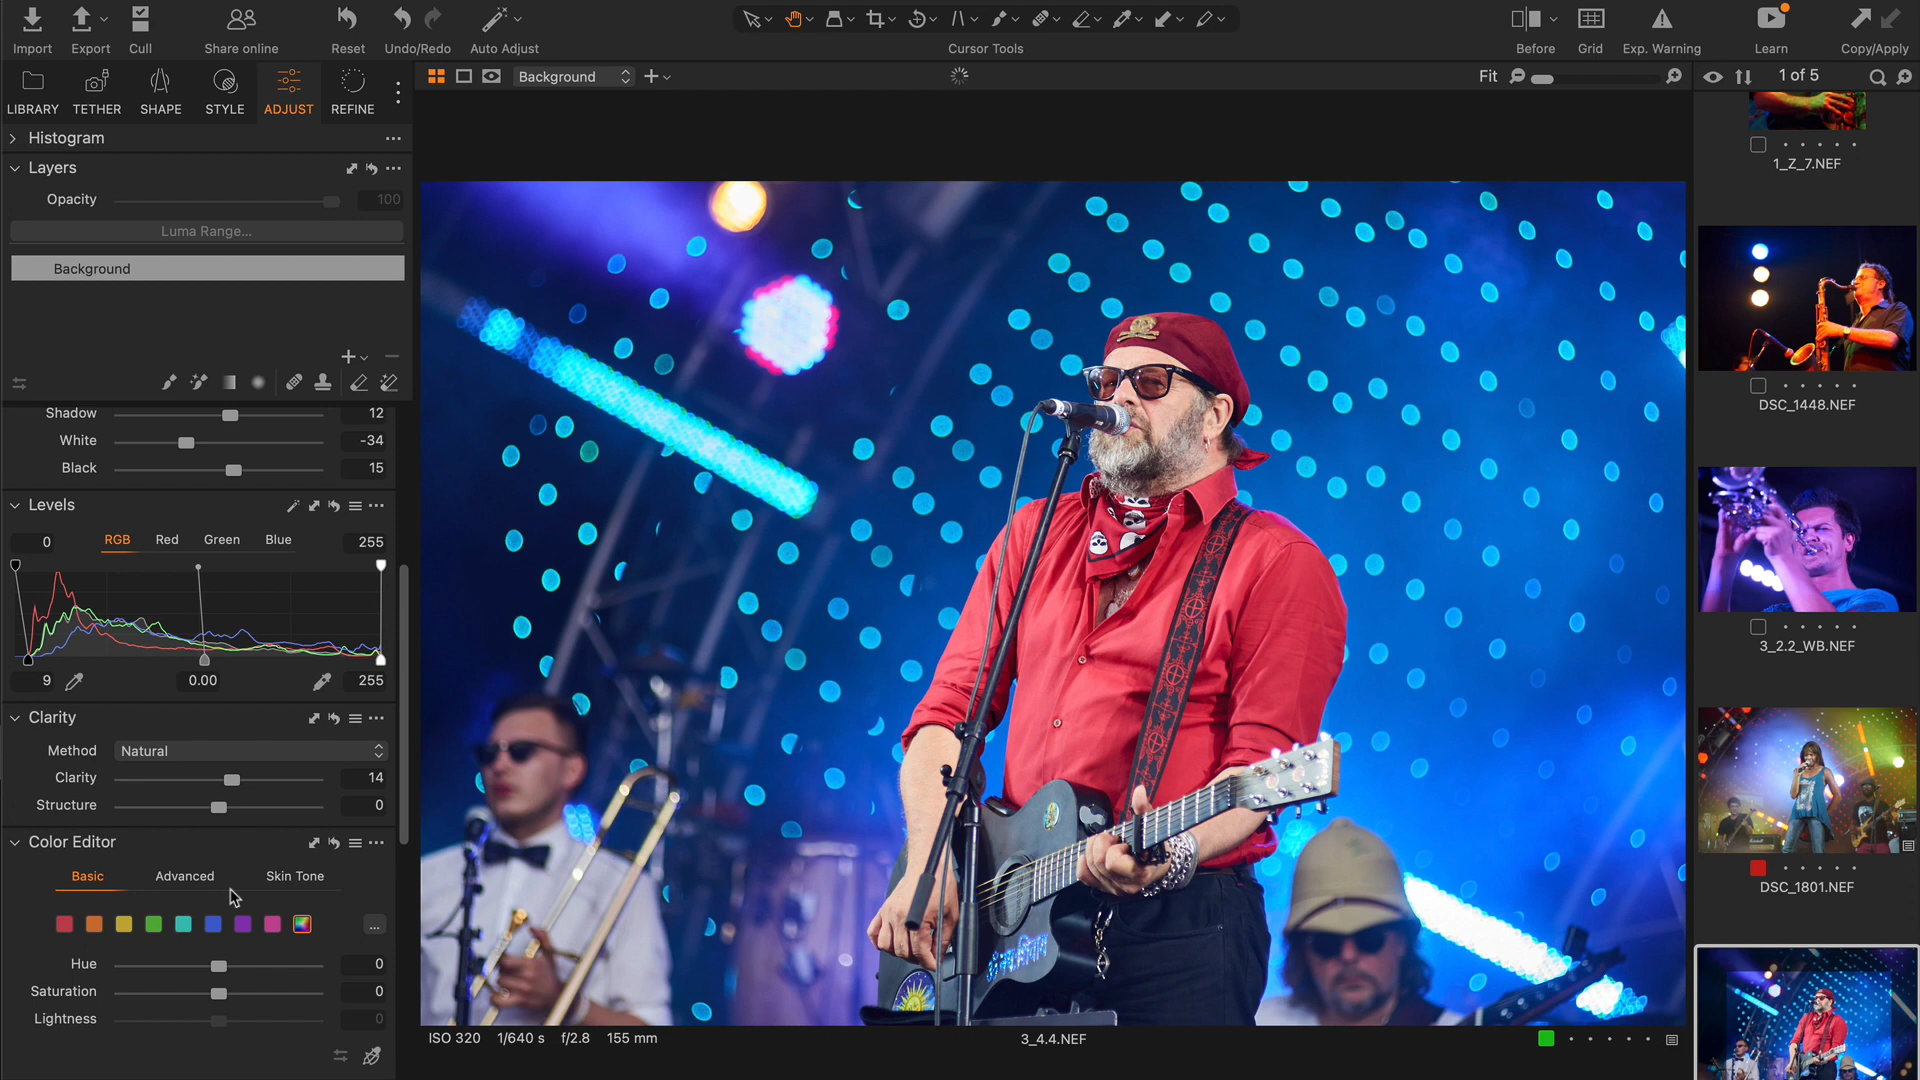 Import
Export
Cull
Share online
Reset
Undo/Redo
Auto Adjust
Cursor Tools
Before
Grid
Exp. Warning
Learn
Copy/Apply
LIBRARY
TETHER
SHAPE
STYLE
ADJUST
REFINE
Background
Fit
1 of 5
Histogram
Layers
Opacity 100
Luma Range...
Background
Shadow 12
White -34
Black 15
Levels
0 RGB Red Green Blue 255
9 0.00 255
Clarity
Method Natural
Clarity 14
Structure 0
Color Editor
Basic Advanced Skin Tone
...
Hue 0
Saturation 0
Lightness 0
ISO 320 1/640 s f/2.8 155 mm
3_4.4.NEF
1_Z_7.NEF
DSC_1448.NEF
3_2.2_WB.NEF
DSC_1801.NEF